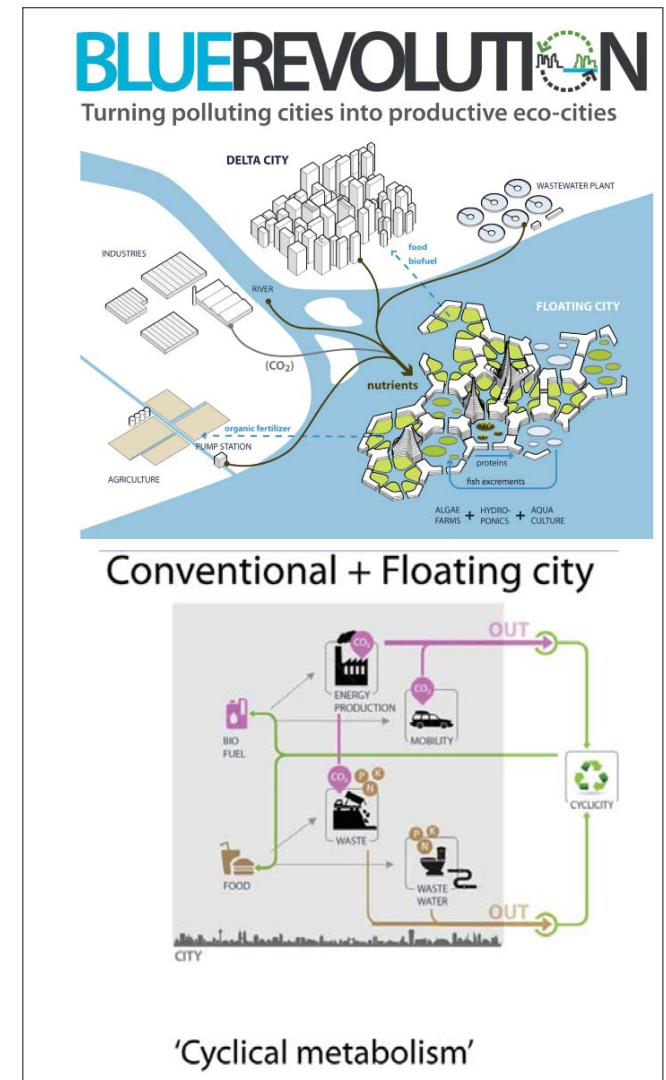 BLUEREVOLUTION
Turning polluting cities into productive eco-cities
DELTA CITY
WASTEWATER PLANT
food
biofuel
INDUSTRIES
RIVER
FLOATING CITY
(CO₂)
nutrients
organic fertilizer
PUMP STATION
proteins
fish excrements
AGRICULTURE
ALGAE
FARMS
+
HYDRO-
PONICS
+
AQUA
CULTURE
Conventional + Floating city
OUT
CO₂
ENERGY
PRODUCTION
CO₂
MOBILITY
BIO
FUEL
CYCLICITY
CO₂
P
K
N
WASTE
P
K
N
FOOD
WASTE
WATER
OUT
CITY
'Cyclical metabolism'